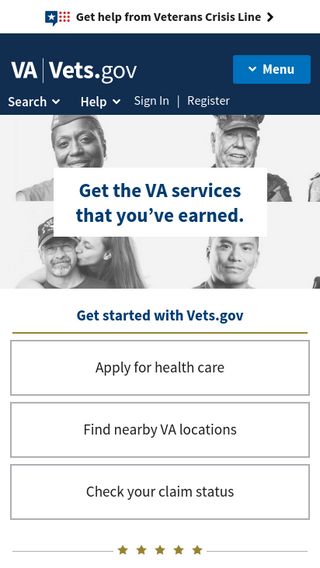 Get help from Veterans Crisis Line
VA | Vets.gov
Menu
Search Help Sign In | Register
Get the VA services
that you’ve earned.
Get started with Vets.gov
Apply for health care
Find nearby VA locations
Check your claim status